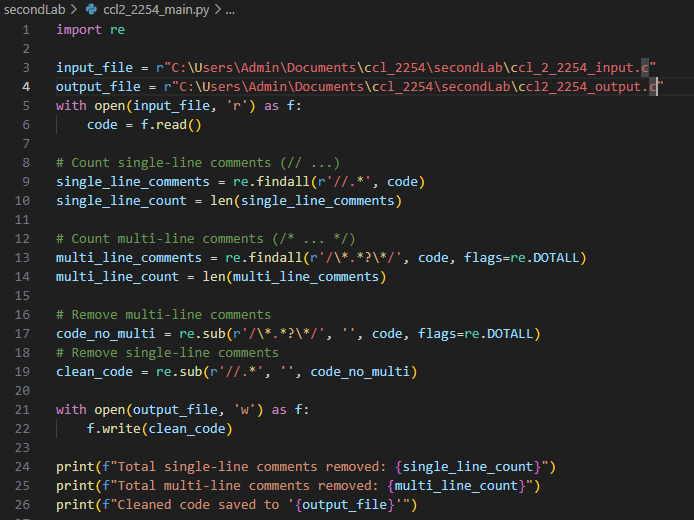 secondLab > ccl2_2254_main.py > ...
1 import re
2
3 input_file = r"C:\Users\Admin\Documents\ccl_2254\secondLab\ccl_2_2254_input.c"
4 output_file = r"C:\Users\Admin\Documents\ccl_2254\secondLab\ccl2_2254_output.c"
5 with open(input_file, 'r') as f:
6     code = f.read()
7
8 # Count single-line comments (// ...)
9 single_line_comments = re.findall(r'//.*', code)
10 single_line_count = len(single_line_comments)
11
12 # Count multi-line comments (/* ... */)
13 multi_line_comments = re.findall(r'/\*.*?\*/', code, flags=re.DOTALL)
14 multi_line_count = len(multi_line_comments)
15
16 # Remove multi-line comments
17 code_no_multi = re.sub(r'/\*.*?\*/', '', code, flags=re.DOTALL)
18 # Remove single-line comments
19 clean_code = re.sub(r'//.*', '', code_no_multi)
20
21 with open(output_file, 'w') as f:
22     f.write(clean_code)
23
24 print(f"Total single-line comments removed: {single_line_count}")
25 print(f"Total multi-line comments removed: {multi_line_count}")
26 print(f"Cleaned code saved to '{output_file}'")